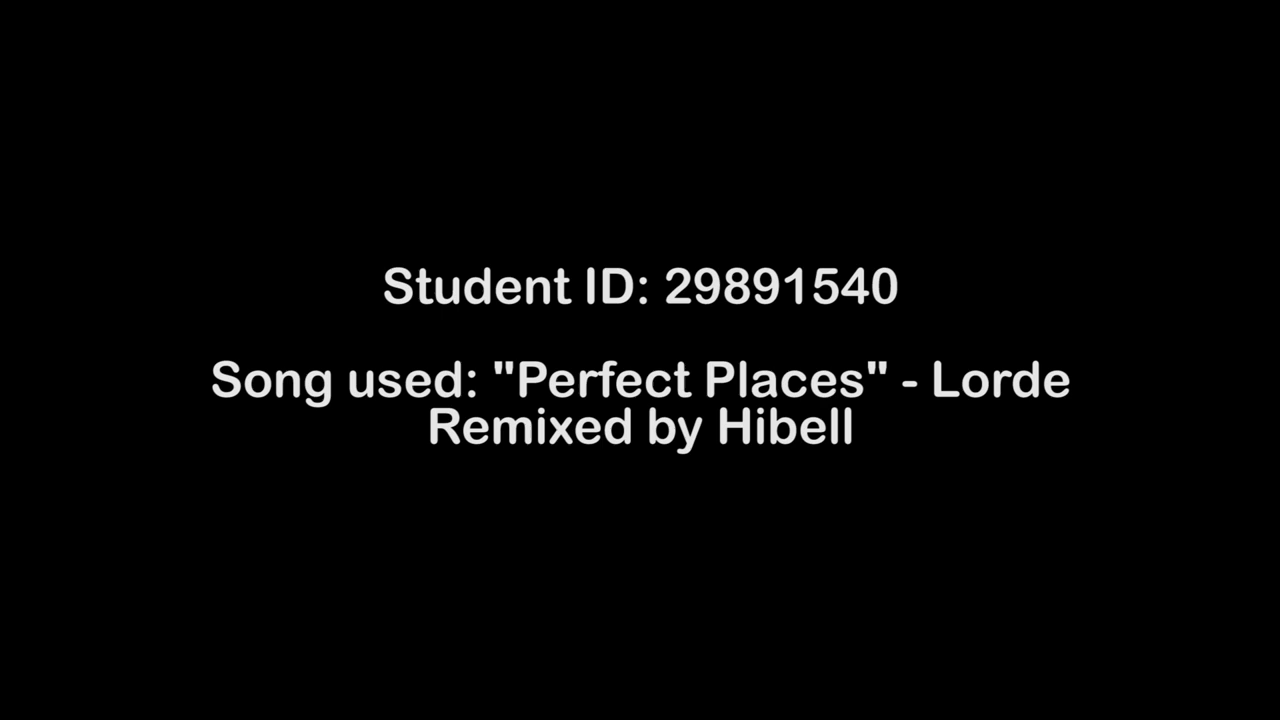 Student ID: 29891540
Song used: "Perfect Places" - Lorde
Remixed by Hibell